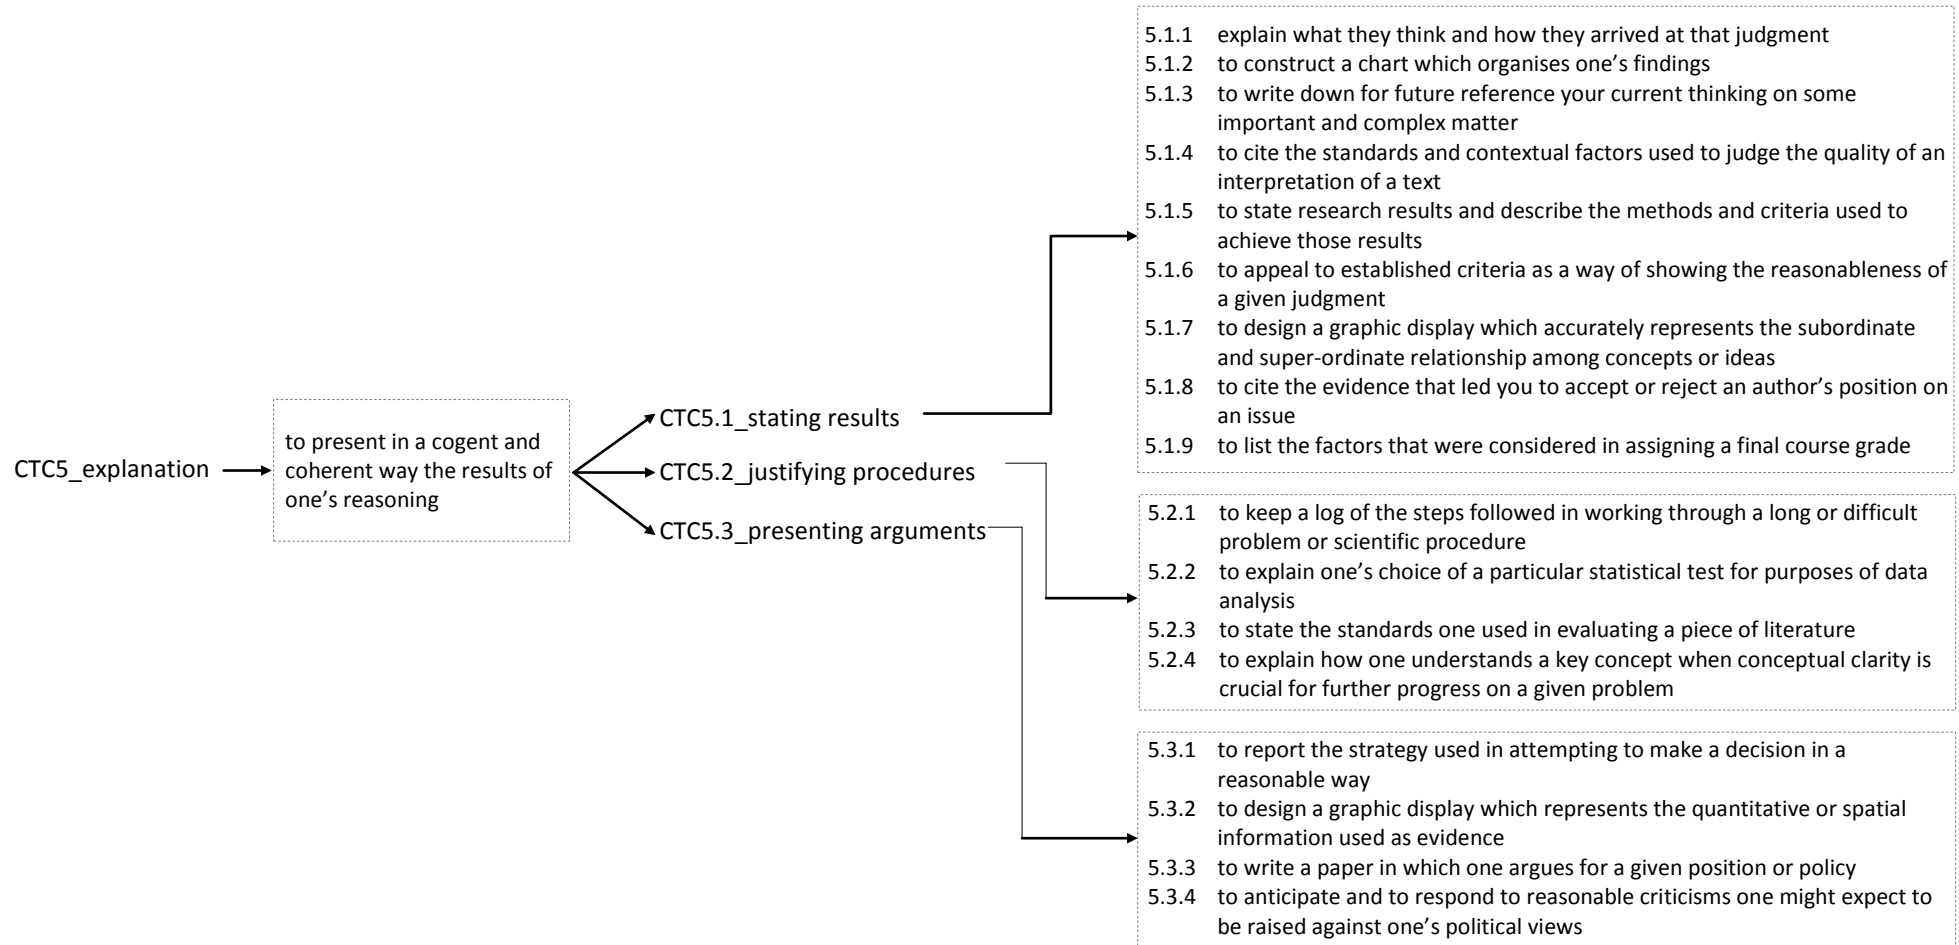 CTC5_explanation
to present in a cogent and
coherent way the results of
one's reasoning
CTC5.1_stating results
CTC5.2_justifying procedures
CTC5.3_presenting arguments
5.1.1 explain what they think and how they arrived at that judgment
5.1.2 to construct a chart which organises one's findings
5.1.3 to write down for future reference your current thinking on some
important and complex matter
5.1.4 to cite the standards and contextual factors used to judge the quality of an
interpretation of a text
5.1.5 to state research results and describe the methods and criteria used to
achieve those results
5.1.6 to appeal to established criteria as a way of showing the reasonableness of
a given judgment
5.1.7 to design a graphic display which accurately represents the subordinate
and super-ordinate relationship among concepts or ideas
5.1.8 to cite the evidence that led you to accept or reject an author's position on
an issue
5.1.9 to list the factors that were considered in assigning a final course grade
5.2.1 to keep a log of the steps followed in working through a long or difficult
problem or scientific procedure
5.2.2 to explain one's choice of a particular statistical test for purposes of data
analysis
5.2.3 to state the standards one used in evaluating a piece of literature
5.2.4 to explain how one understands a key concept when conceptual clarity is
crucial for further progress on a given problem
5.3.1 to report the strategy used in attempting to make a decision in a
reasonable way
5.3.2 to design a graphic display which represents the quantitative or spatial
information used as evidence
5.3.3 to write a paper in which one argues for a given position or policy
5.3.4 to anticipate and to respond to reasonable criticisms one might expect to
be raised against one's political views